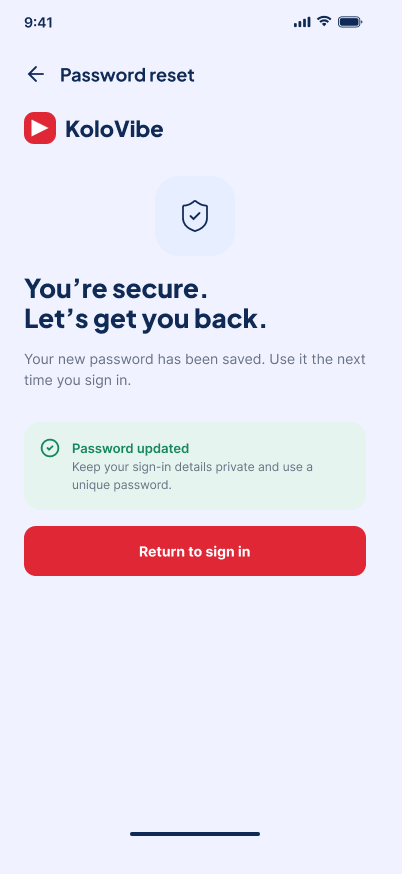 9:41
Password reset
KoloVibe
You’re secure.
Let’s get you back.
Your new password has been saved. Use it the next
time you sign in.
Password updated
Keep your sign-in details private and use a
unique password.
Return to sign in